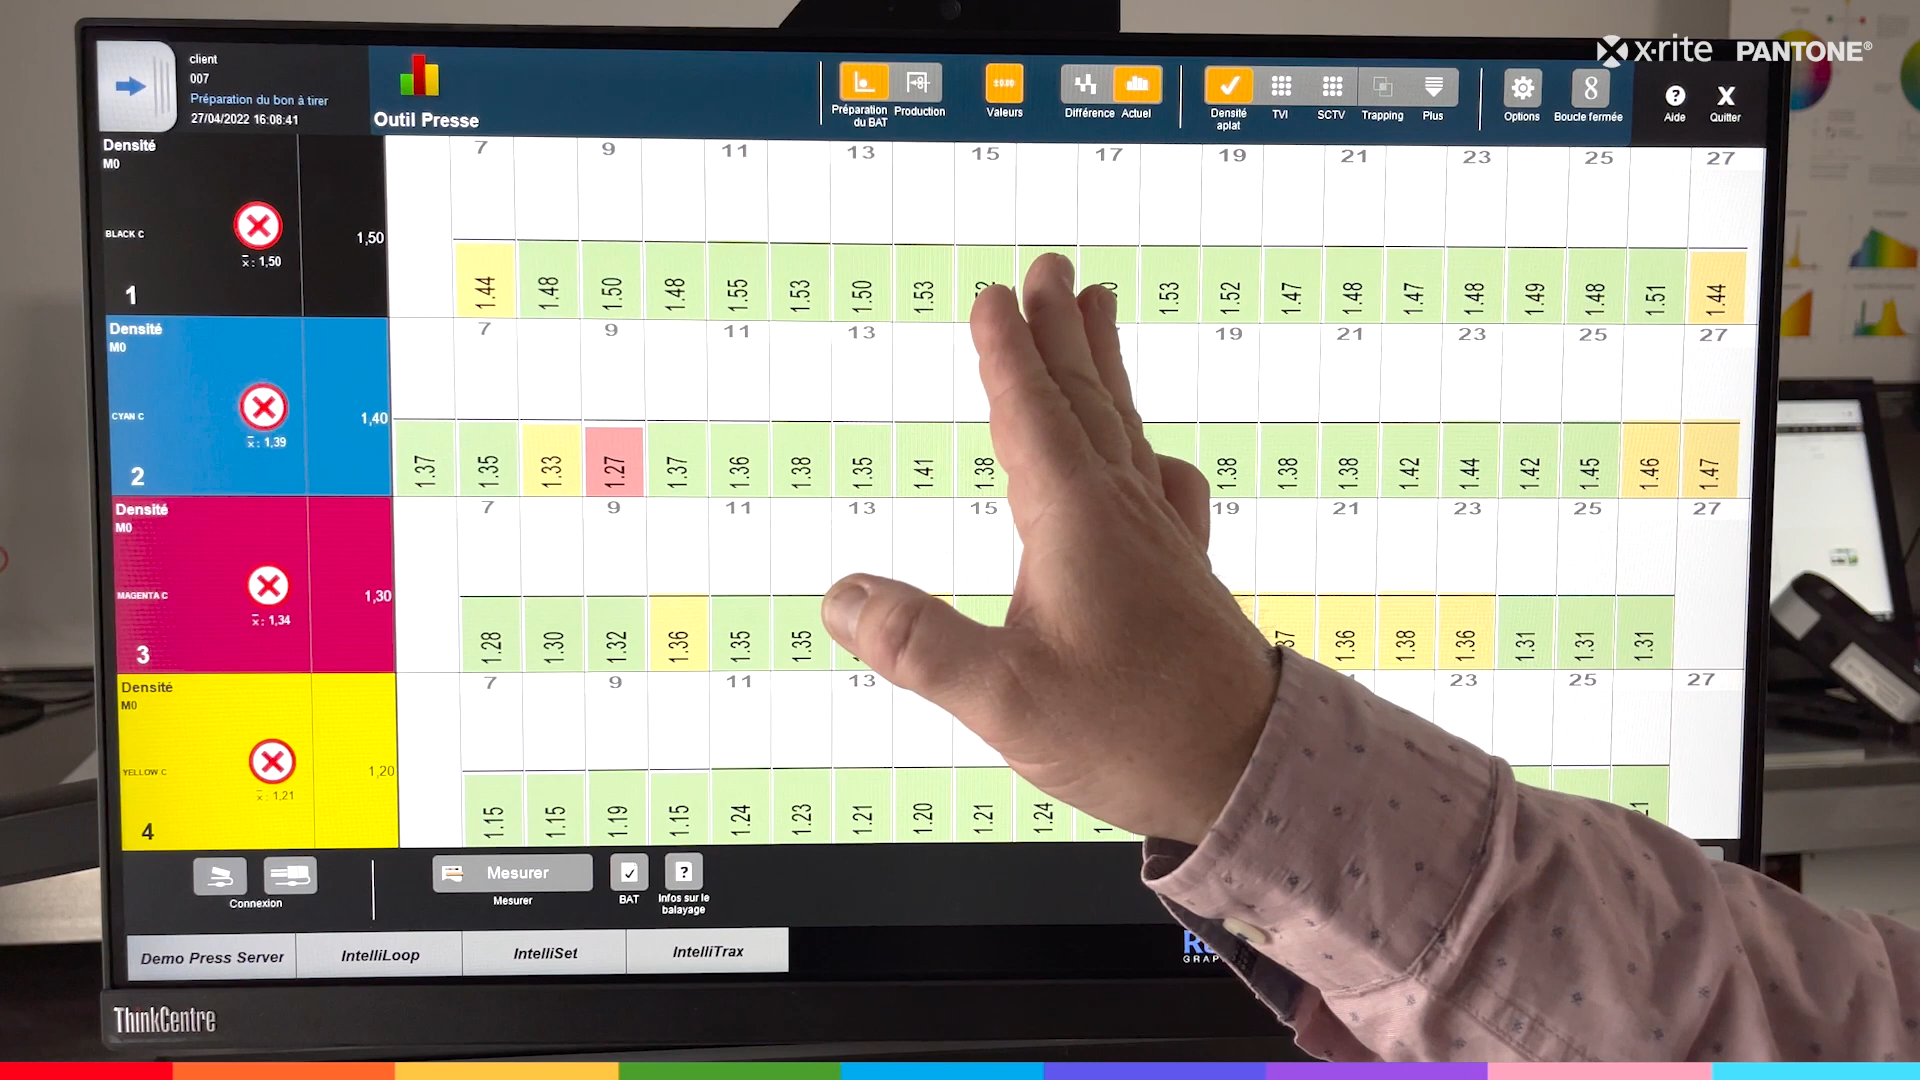 x·rite PANTONE®
client
007
Préparation du bon à tirer
27/04/2022 16:08:41
Outil Presse
Préparation du BAT
Production
Valeurs
Différence
Actuel
Densité aplat
TVI
SCTV
Trapping
Plus
Options
8
Boucle fermée
?
Aide
X
Quitter
Densité
M0
BLACK C
x : 1,50
1,50
1
7 9 11 13 15 17 19 21 23 25 27
1.44 1.48 1.50 1.48 1.55 1.53 1.50 1.53 1.53 1.52 1.47 1.48 1.47 1.48 1.49 1.48 1.51 1.44
Densité
M0
CYAN C
x : 1,39
1,40
2
7 9 11 13 19 21 23 25 27
1.37 1.35 1.33 1.27 1.37 1.36 1.38 1.35 1.41 1.38 1.38 1.38 1.38 1.42 1.44 1.42 1.45 1.46 1.47
Densité
M0
MAGENTA C
x : 1,34
1,30
3
7 9 11 13 15 19 21 23 25 27
1.28 1.30 1.32 1.36 1.35 1.35 1.36 1.38 1.36 1.31 1.31 1.31
Densité
M0
YELLOW C
x : 1,21
1,20
4
7 9 11 13 23 25 27
1.15 1.15 1.19 1.15 1.24 1.23 1.21 1.20 1.21 1.24
Connexion
Mesurer
Mesurer
BAT
?
Infos sur le balayage
Demo Press Server
IntelliLoop
IntelliSet
IntelliTrax
ThinkCentre